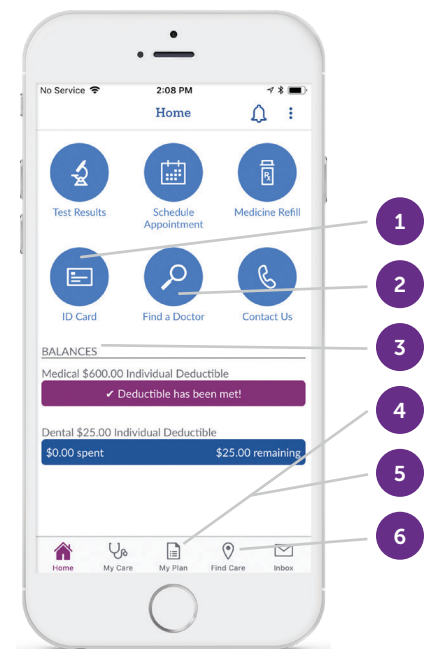 No Service 2:08 PM
Home
Test Results Schedule Appointment Medicine Refill
ID Card Find a Doctor Contact Us
BALANCES
Medical $600.00 Individual Deductible
✔ Deductible has been met!
Dental $25.00 Individual Deductible
$0.00 spent $25.00 remaining
Home My Care My Plan Find Care Inbox
1
2
3
4
5
6